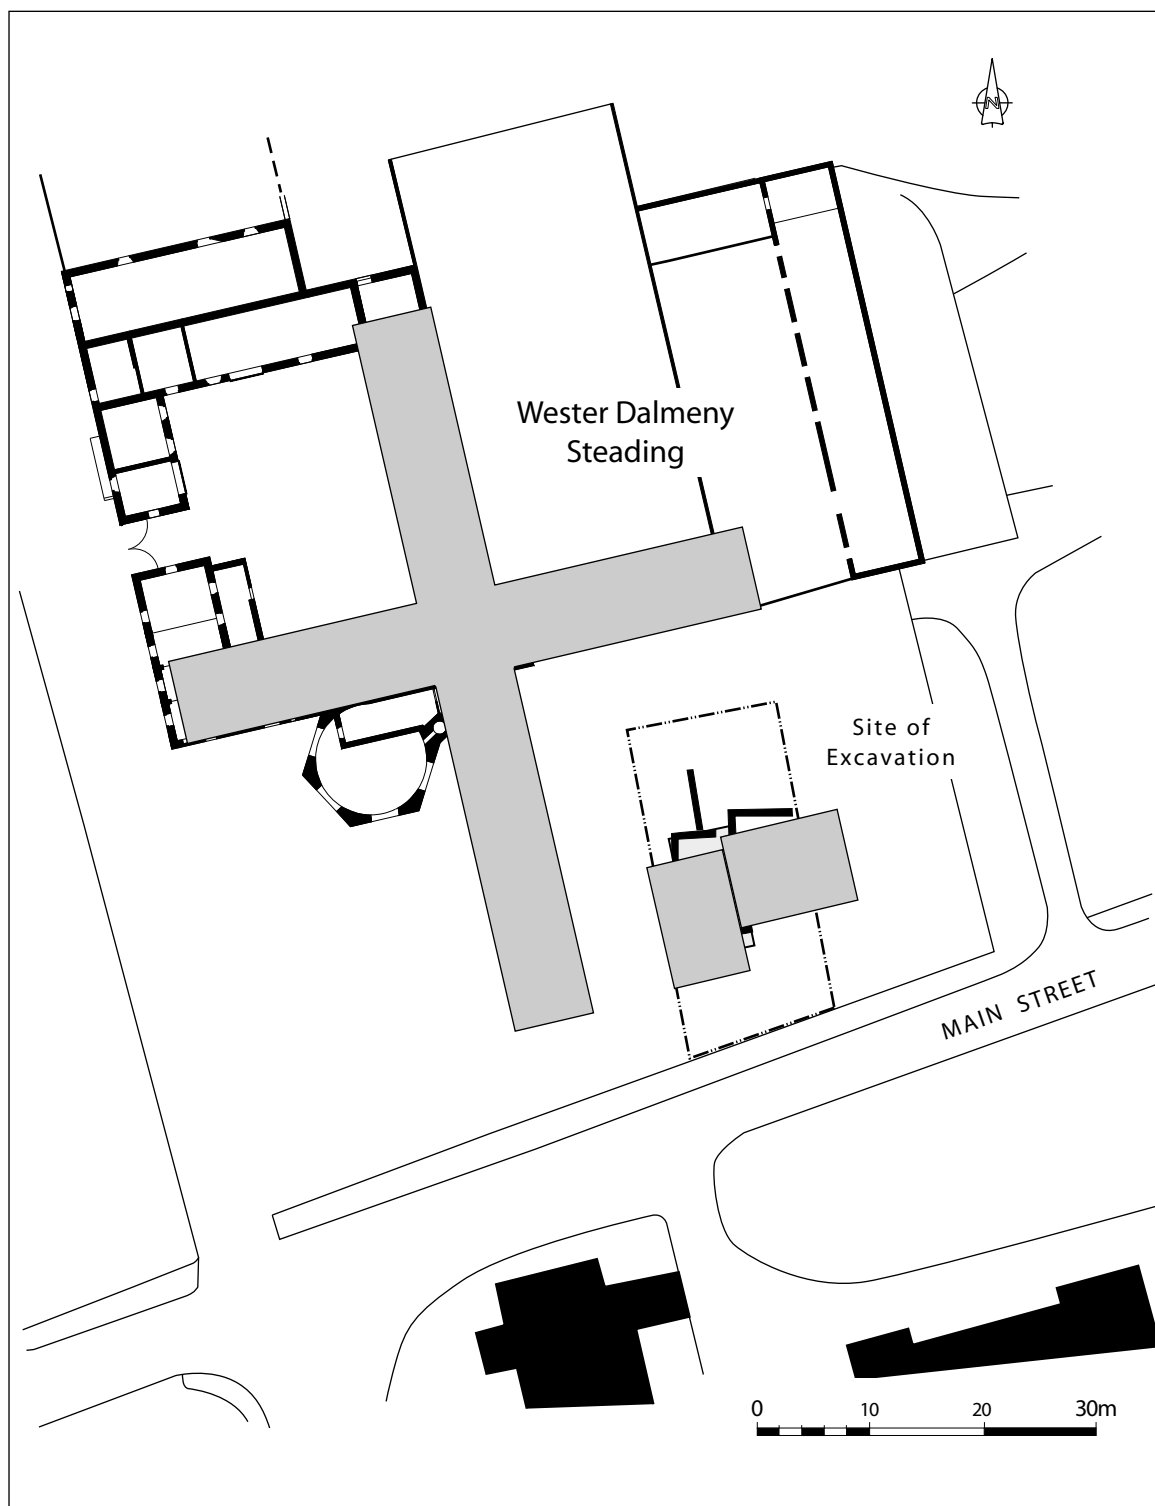 N
Wester Dalmeny
Steading
Site of
Excavation
MAIN STREET
0 10 20 30m